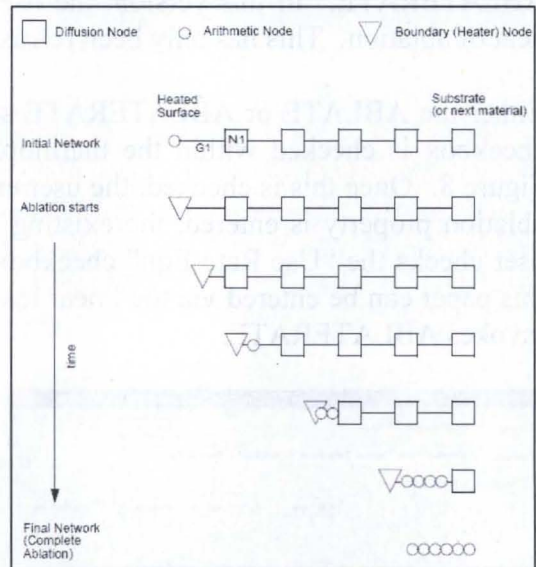 Diffusion Node Arithmetic Node Boundary (Heater) Node
Heated
Surface
Substrate
(or next material)
Initial Network
G1
N1
Ablation starts
time
Final Network
(Complete
Ablation)